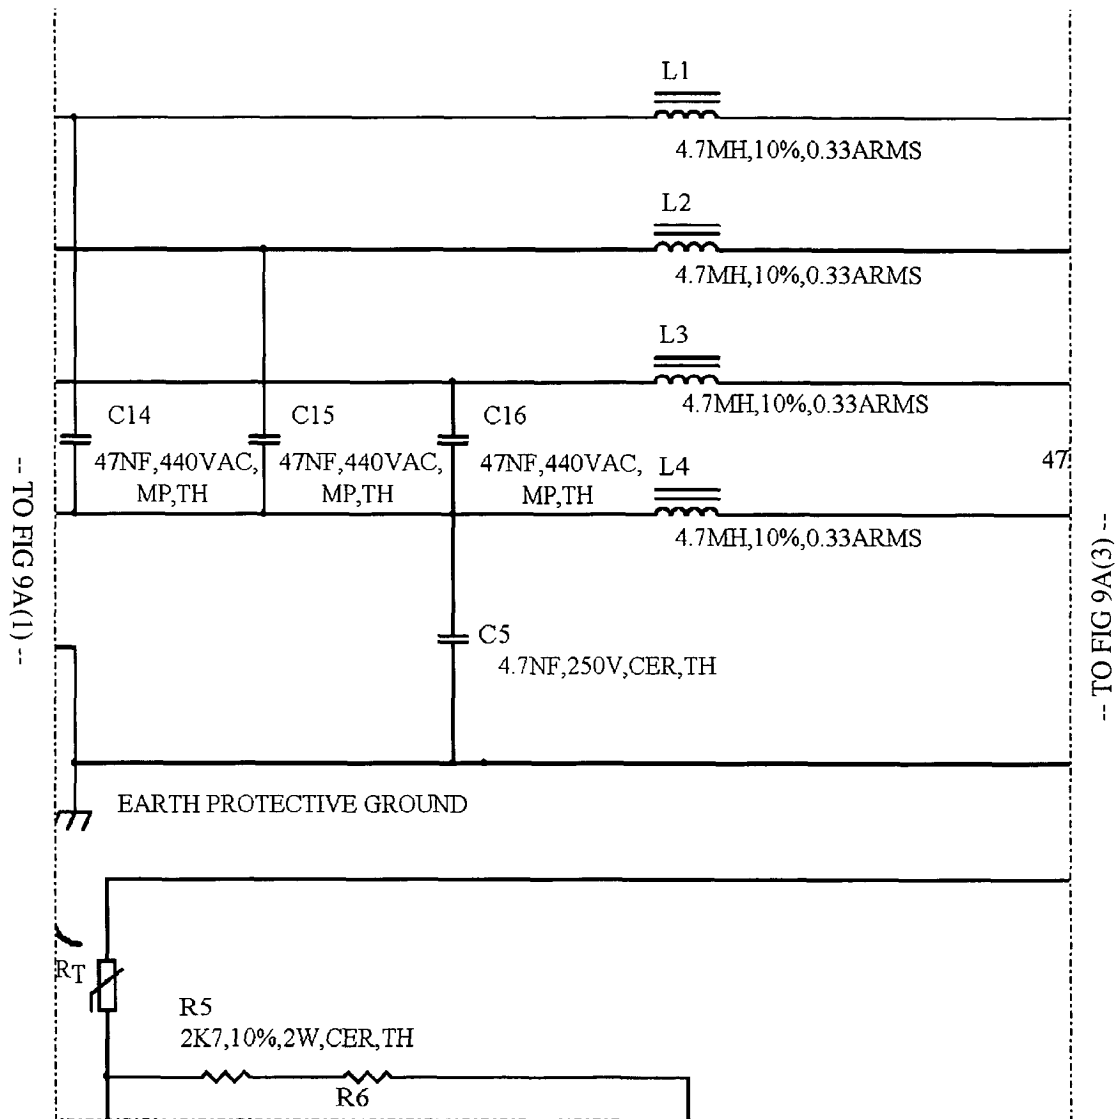 L1
4.7MH,10%,0.33ARMS
L2
4.7MH,10%,0.33ARMS
L3
4.7MH,10%,0.33ARMS
C14
47NF,440VAC,
MP,TH
C15
47NF,440VAC,
MP,TH
C16
47NF,440VAC,
MP,TH
L4
4.7MH,10%,0.33ARMS
47
-- TO FIG 9A(1) --
-- TO FIG 9A(3) --
C5
4.7NF,250V,CER,TH
EARTH PROTECTIVE GROUND
RT
R5
2K7,10%,2W,CER,TH
R6